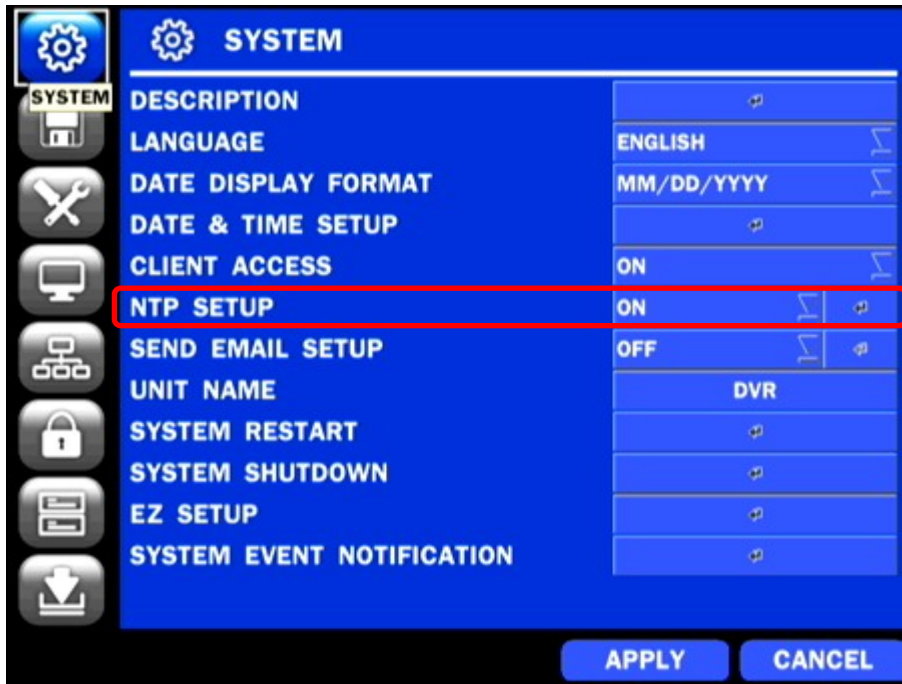 SYSTEM
SYSTEM
DESCRIPTION
LANGUAGE ENGLISH
DATE DISPLAY FORMAT MM/DD/YYYY
DATE & TIME SETUP
CLIENT ACCESS ON
NTP SETUP ON
SEND EMAIL SETUP OFF
UNIT NAME DVR
SYSTEM RESTART
SYSTEM SHUTDOWN
EZ SETUP
SYSTEM EVENT NOTIFICATION
APPLY CANCEL